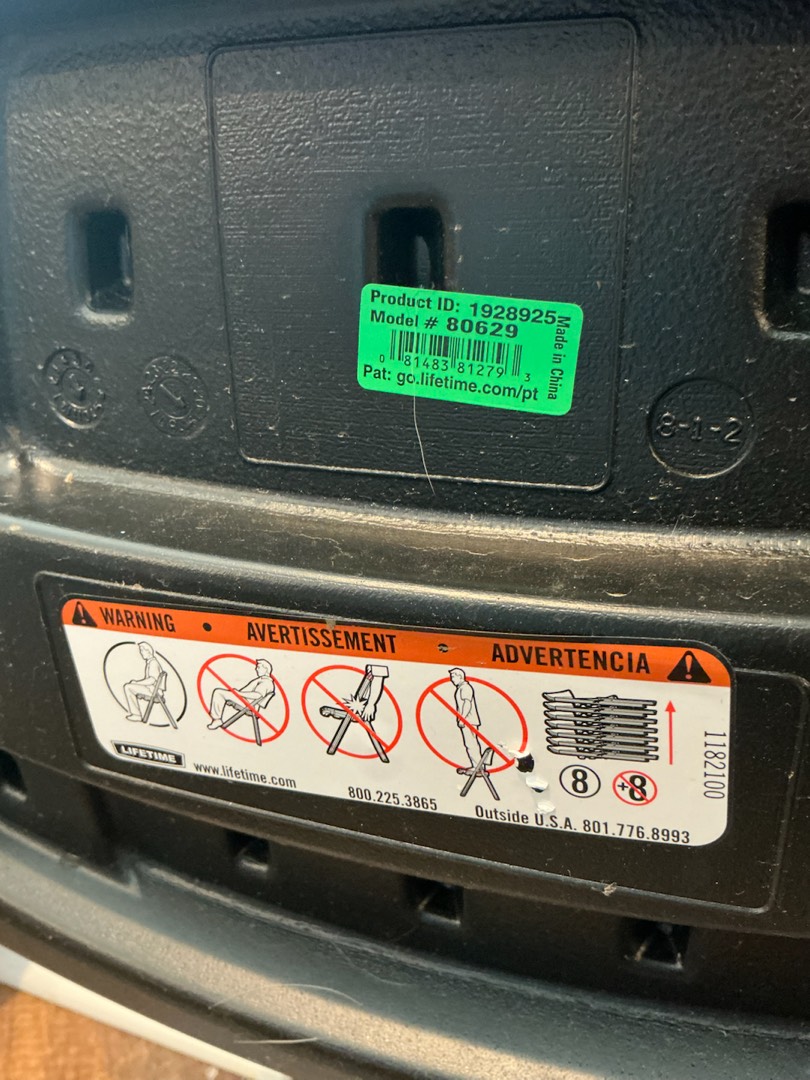 Product ID: 1928925
Model # 80629
Made in China
0 81483 81279 3
Pat: go.lifetime.com/pt
8-1-2
WARNING • AVERTISSEMENT • ADVERTENCIA
8
+8
1182100
LIFETIME
www.lifetime.com
800.225.3865
Outside U.S.A. 801.776.8993